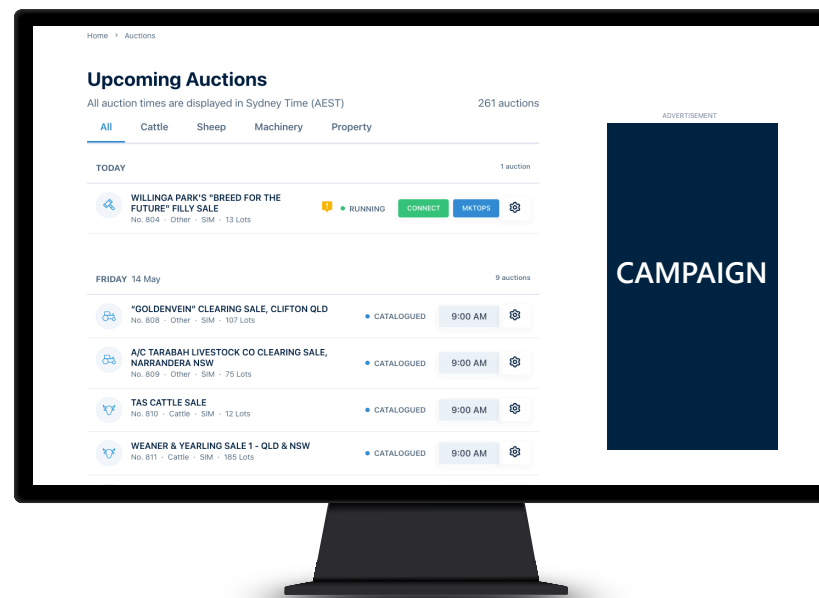 Home > Auctions
Upcoming Auctions
All auction times are displayed in Sydney Time (AEST)
261 auctions
ADVERTISEMENT
All Cattle Sheep Machinery Property
TODAY
1 auction
WILLINGA PARK'S "BREED FOR THE
FUTURE" FILLY SALE
No. 804 · Other · SIM · 13 Lots
! RUNNING
CONNECT
MKTOPS
CAMPAIGN
FRIDAY 14 May
9 auctions
“GOLDENVEIN” CLEARING SALE, CLIFTON QLD
No. 808 · Other · SIM · 107 Lots
CATALOGUED
9:00 AM
A/C TARABAH LIVESTOCK CO CLEARING SALE,
NARRANDERA NSW
No. 809 · Other · SIM · 75 Lots
CATALOGUED
9:00 AM
TAS CATTLE SALE
No. 810 · Cattle · SIM · 12 Lots
CATALOGUED
9:00 AM
WEANER & YEARLING SALE 1 - QLD & NSW
No. 811 · Cattle · SIM · 185 Lots
CATALOGUED
9:00 AM